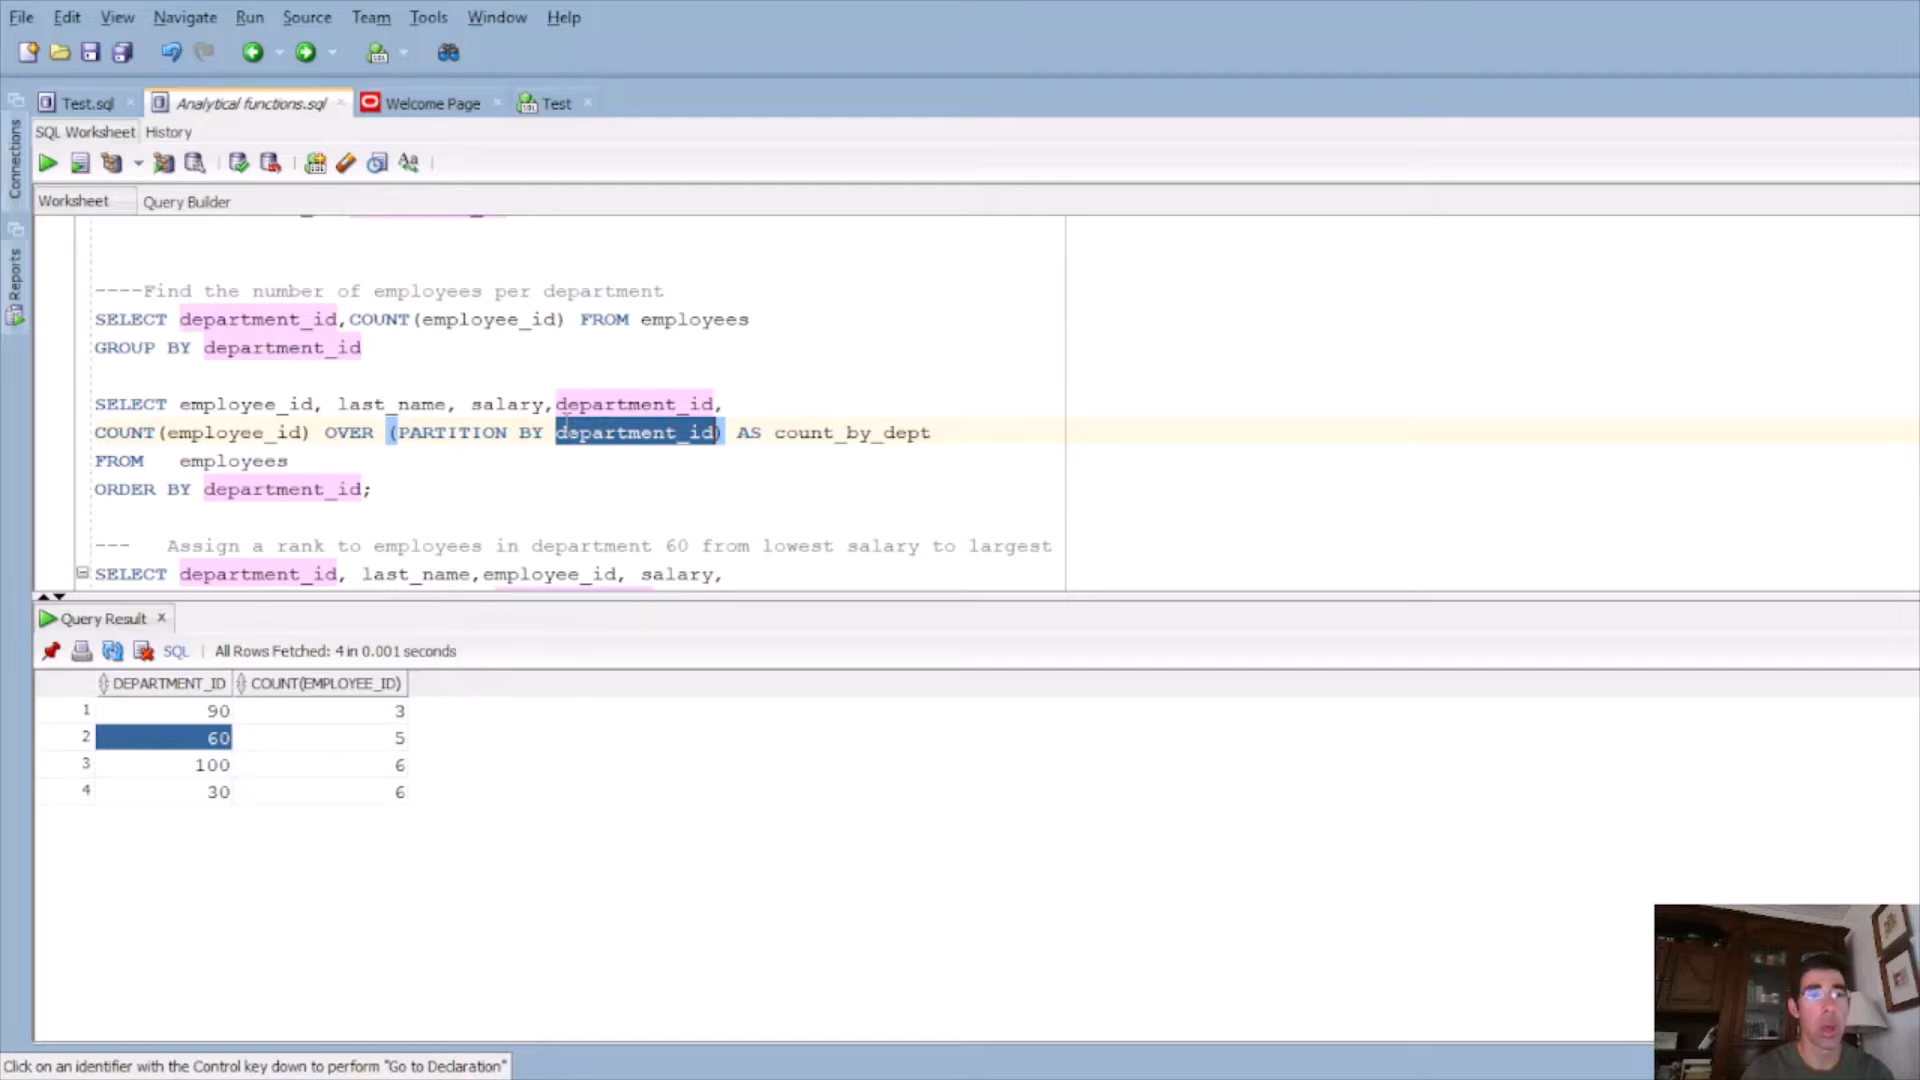 File Edit View Navigate Run Source Team Tools Window Help
Test.sql Analytical functions.sql Welcome Page Test
Connections
Reports
SQL Worksheet History
Worksheet Query Builder
----Find the number of employees per department
SELECT department_id,COUNT(employee_id) FROM employees
GROUP BY department_id
SELECT employee_id, last_name, salary,department_id,
COUNT(employee_id) OVER (PARTITION BY department_id) AS count_by_dept
FROM employees
ORDER BY department_id;
--- Assign a rank to employees in department 60 from lowest salary to largest
SELECT department_id, last_name,employee_id, salary,
Query Result
SQL All Rows Fetched: 4 in 0.001 seconds
DEPARTMENT_ID COUNT(EMPLOYEE_ID)
1 90 3
2 60 5
3 100 6
4 30 6
Click on an identifier with the Control key down to perform "Go to Declaration"